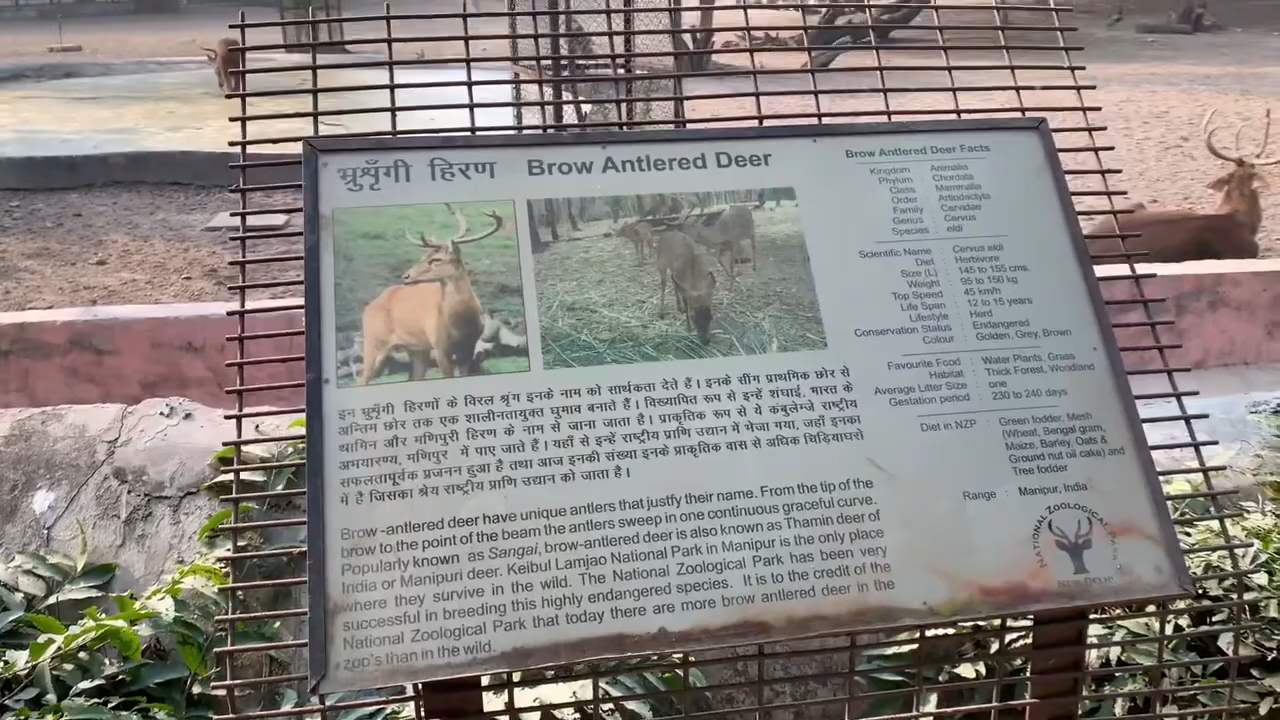 भ्रुशृँगी हिरण Brow Antlered Deer
इन भ्रुशृँगी हिरणों के विरल श्रृंग इनके नाम को सार्थकता देते हैं। इनके सींग प्राथमिक छोर से
अन्तिम छोर तक एक शालीनतायुक्त घुमाव बनाते हैं। विख्यापित रूप से इन्हें शंघाई, भारत के
थामिन और मणिपुरी हिरण के नाम से जाना जाता है। प्राकृतिक रूप से ये कबुलेन्जे राष्ट्रीय
अमयारण्य, मणिपुर में पाए जाते हैं। यहाँ से इन्हें राष्ट्रीय प्राणि उद्यान में भेजा गया, जहाँ इनका
सफलतापूर्वक प्रजनन हुआ है तथा आज इनकी संख्या इनके प्राकृतिक वास से अधिक चिड़ियाघरो
में है जिसका श्रेय राष्ट्रीय प्राणि उद्यान को जाता है।
Brow-antlered deer have unique antlers that justfy their name. From the tip of the
brow to the point of the beam the antlers sweep in one continuous graceful curve.
Popularly known as Sangai, brow-antlered deer is also known as Thamin deer of
India or Manipuri deer. Keibul Lamjao National Park in Manipur is the only place
where they survive in the wild. The National Zoological Park has been very
successful in breeding this highly endangered species. It is to the credit of the
National Zoological Park that today there are more brow antlered deer in the
zoo's than in the wild.
Brow Antlered Deer Facts
Kingdom : Animalia
Phylum : Chordata
Class : Mammalia
Order : Artiodactyla
Family : Cervidae
Genus : Cervus
Species : eldi
Scientific Name : Cervus eldi
Diet : Herbivore
Size (L) : 145 to 155 cms.
Weight : 95 to 150 kg
Top Speed : 45 km/h
Life Span : 12 to 15 years
Lifestyle : Herd
Conservation Status : Endangered
Colour : Golden, Grey, Brown
Favourite Food : Water Plants, Grass
Habitat : Thick Forest, Woodland
Average Litter Size : one
Gestation period : 230 to 240 days
Diet in NZP : Green fodder, Mesh
(Wheat, Bengal gram,
Maize, Barley, Oats &
Ground nut oil cake) and
Tree fodder
Range : Manipur, India
NATIONAL ZOOLOGICAL PARK
NEW DELHI